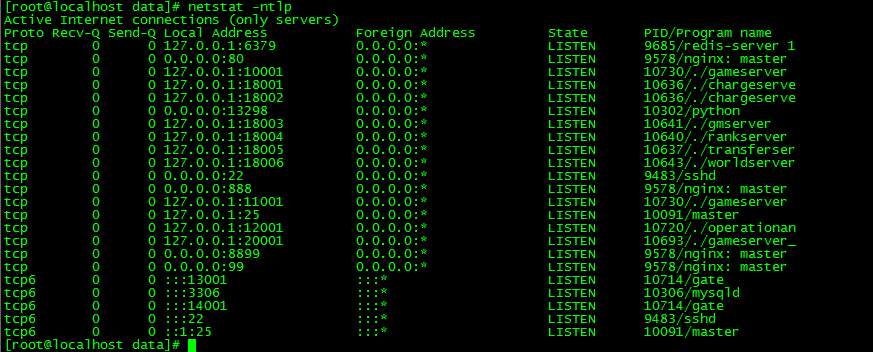 [root@localhost data]# netstat -ntlp
Active Internet connections (only servers)
Proto Recv-Q Send-Q Local Address           Foreign Address         State       PID/Program name
tcp        0      0 127.0.0.1:6379          0.0.0.0:*               LISTEN      9685/redis-server 1
tcp        0      0 0.0.0.0:80              0.0.0.0:*               LISTEN      9578/nginx: master
tcp        0      0 127.0.0.1:10001         0.0.0.0:*               LISTEN      10730/./gameserver
tcp        0      0 127.0.0.1:18001         0.0.0.0:*               LISTEN      10636/./chargeserve
tcp        0      0 127.0.0.1:18002         0.0.0.0:*               LISTEN      10636/./chargeserve
tcp        0      0 0.0.0.0:13298           0.0.0.0:*               LISTEN      10302/python
tcp        0      0 127.0.0.1:18003         0.0.0.0:*               LISTEN      10641/./gmserver
tcp        0      0 127.0.0.1:18004         0.0.0.0:*               LISTEN      10640/./rankserver
tcp        0      0 127.0.0.1:18005         0.0.0.0:*               LISTEN      10637/./transferser
tcp        0      0 127.0.0.1:18006         0.0.0.0:*               LISTEN      10643/./worldserver
tcp        0      0 0.0.0.0:22              0.0.0.0:*               LISTEN      9483/sshd
tcp        0      0 0.0.0.0:888             0.0.0.0:*               LISTEN      9578/nginx: master
tcp        0      0 127.0.0.1:11001         0.0.0.0:*               LISTEN      10730/./gameserver
tcp        0      0 127.0.0.1:25            0.0.0.0:*               LISTEN      10091/master
tcp        0      0 127.0.0.1:12001         0.0.0.0:*               LISTEN      10720/./operationan
tcp        0      0 127.0.0.1:20001         0.0.0.0:*               LISTEN      10693/./gameserver_
tcp        0      0 0.0.0.0:8899            0.0.0.0:*               LISTEN      9578/nginx: master
tcp        0      0 0.0.0.0:99              0.0.0.0:*               LISTEN      9578/nginx: master
tcp6       0      0 :::13001                :::*                    LISTEN      10714/gate
tcp6       0      0 :::3306                 :::*                    LISTEN      10306/mysqld
tcp6       0      0 :::14001                :::*                    LISTEN      10714/gate
tcp6       0      0 :::22                   :::*                    LISTEN      9483/sshd
tcp6       0      0 ::1:25                  :::*                    LISTEN      10091/master
[root@localhost data]#